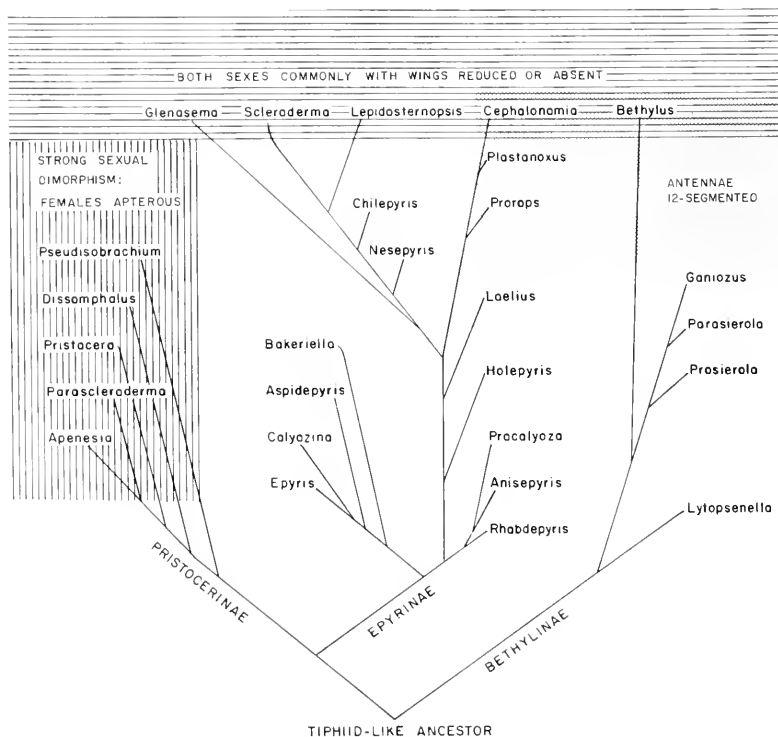 BOTH SEXES COMMONLY WITH WINGS REDUCED OR ABSENT
Glenosema Scleroderma Lepidosternopsis Cephalonomia Bethylus
STRONG SEXUAL
DIMORPHISM:
FEMALES APTEROUS
Plastanoxus
ANTENNAE
12-SEGMENTED
Chilepyris
Prorops
Nesepyris
Pseudisobrachium
Goniozus
Dissomphalus
Laelius
Parasierola
Pristocera
Bakeriella
Holepyris
Prosierola
Parascleroderma
Aspidepyris
Apenesia
Calyozina
Procalyoza
Epyris
Anisepyris
Lytopsenella
Rhabdepyris
PRISTOCERINAE
EPYRINAE
BETHYLINAE
TIPHIID-LIKE ANCESTOR